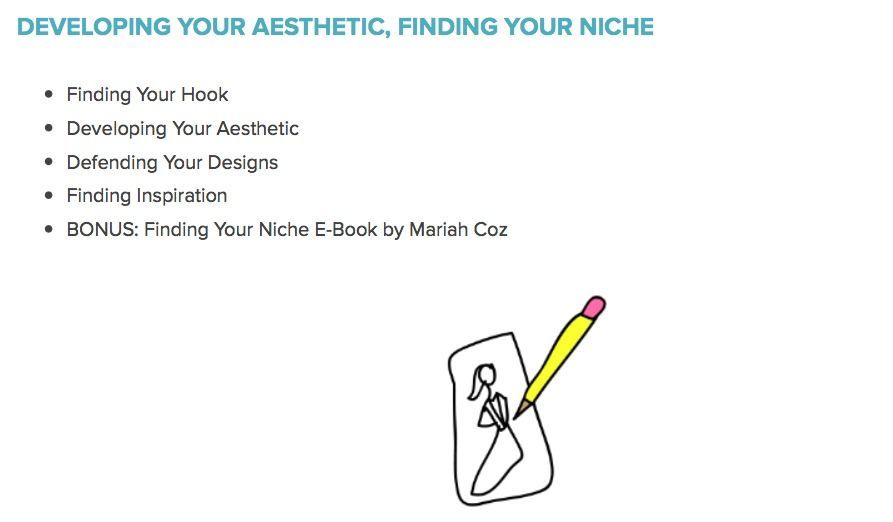 DEVELOPING YOUR AESTHETIC, FINDING YOUR NICHE
Finding Your Hook
Developing Your Aesthetic
Defending Your Designs
Finding Inspiration
BONUS: Finding Your Niche E-Book by Mariah Coz